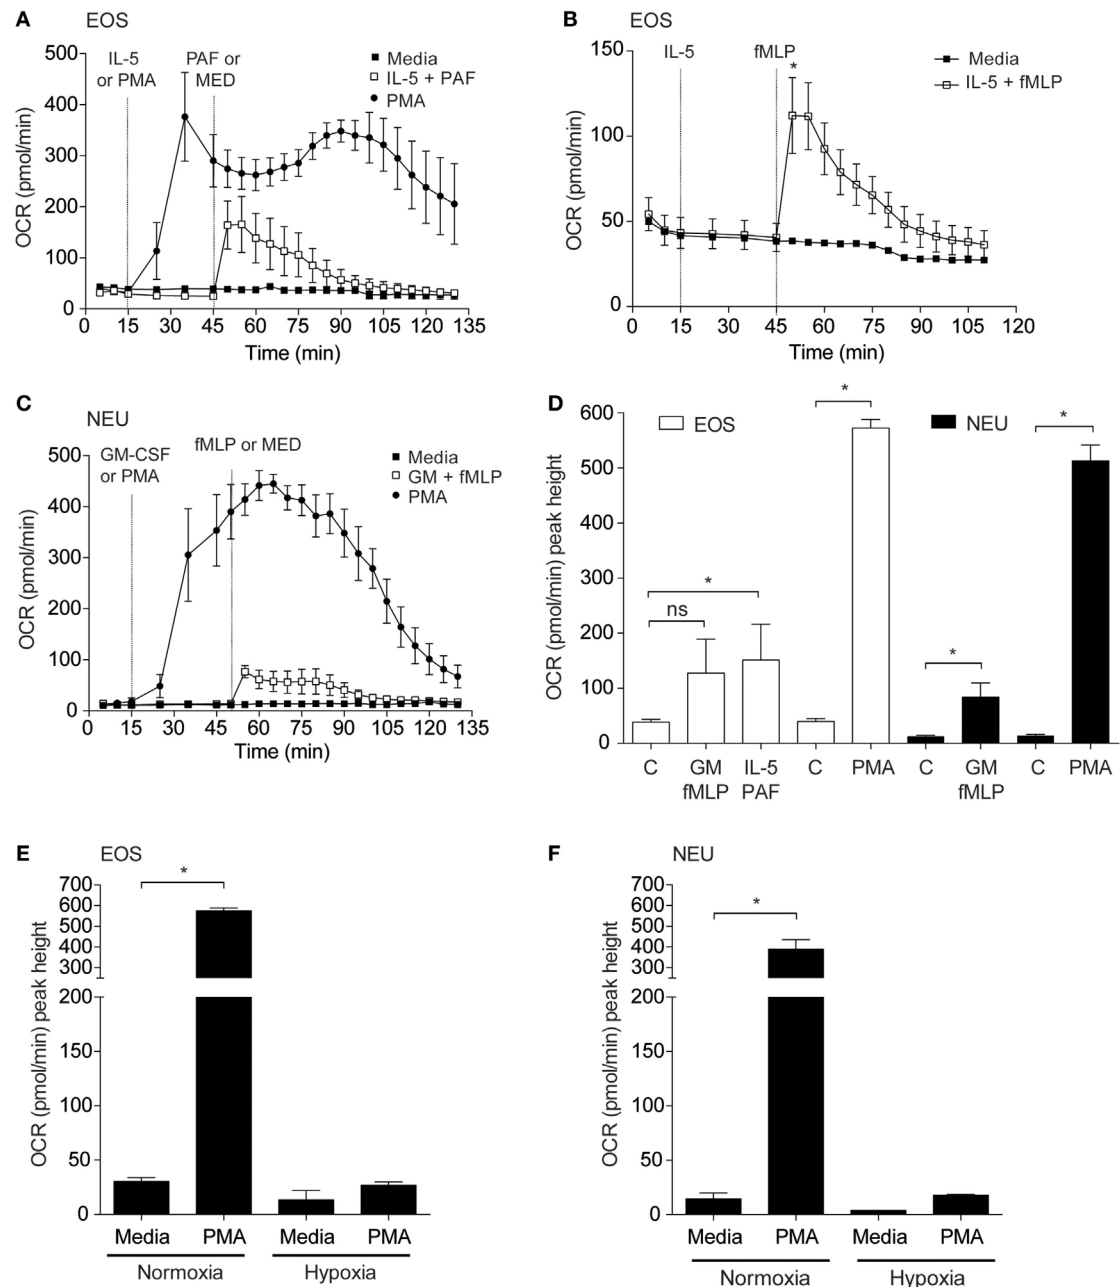 A EOS
IL-5 PAF or
or PMA MED
Media
IL-5 + PAF
PMA
OCR (pmol/min)
500
400
300
200
100
0
0 15 30 45 60 75 90 105 120 135
Time (min)
B EOS
IL-5 fMLP
*
Media
IL-5 + fMLP
OCR (pmol/min)
150
100
50
0
0 15 30 45 60 75 90 105 120
Time (min)
C NEU
GM-CSF fMLP or MED
or PMA
Media
GM + fMLP
PMA
OCR (pmol/min)
500
400
300
200
100
0
0 15 30 45 60 75 90 105 120 135
Time (min)
D
EOS NEU
OCR (pmol/min) peak height
600
500
400
300
200
100
0
ns * * * *
C GM IL-5 C PMA C GM C PMA
fMLP PAF fMLP
E EOS
*
OCR (pmol/min) peak height
700
600
500
400
300
200
150
100
50
0
Media PMA Media PMA
Normoxia Hypoxia
F NEU
*
OCR (pmol/min) peak height
700
600
500
400
300
200
150
100
50
0
Media PMA Media PMA
Normoxia Hypoxia